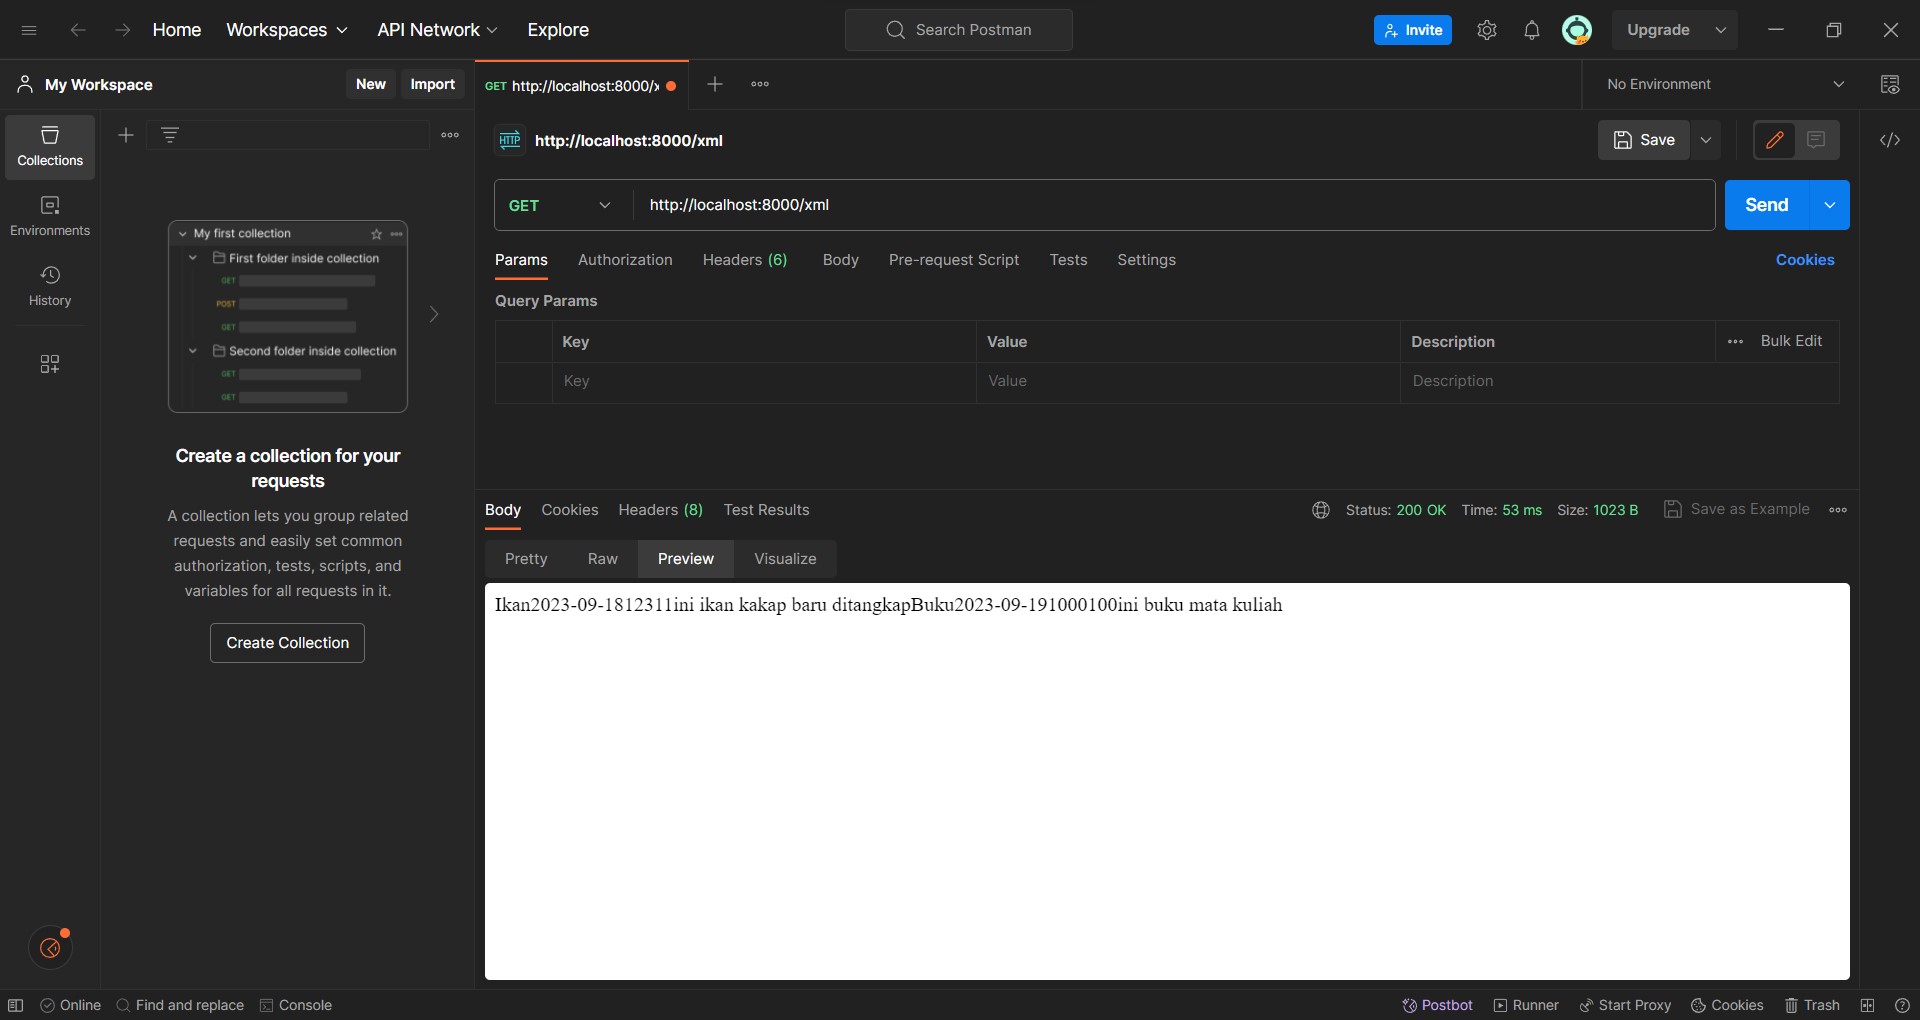 Home
Workspaces
API Network
Explore
Search Postman
Invite
Upgrade
My Workspace
New
Import
GET http://localhost:8000/x
No Environment
Collections
Environments
History
My first collection
First folder inside collection
GET
POST
GET
Second folder inside collection
GET
GET
Create a collection for your
requests
A collection lets you group related
requests and easily set common
authorization, tests, scripts, and
variables for all requests in it.
Create Collection
HTTP http://localhost:8000/xml
Save
GET
http://localhost:8000/xml
Send
Params
Authorization
Headers (6)
Body
Pre-request Script
Tests
Settings
Cookies
Query Params
Key
Value
Description
Bulk Edit
Key
Value
Description
Body
Cookies
Headers (8)
Test Results
Status: 200 OK
Time: 53 ms
Size: 1023 B
Save as Example
Pretty
Raw
Preview
Visualize
Ikan2023-09-1812311ini ikan kakap baru ditangkapBuku2023-09-191000100ini buku mata kuliah
Online
Find and replace
Console
Postbot
Runner
Start Proxy
Cookies
Trash